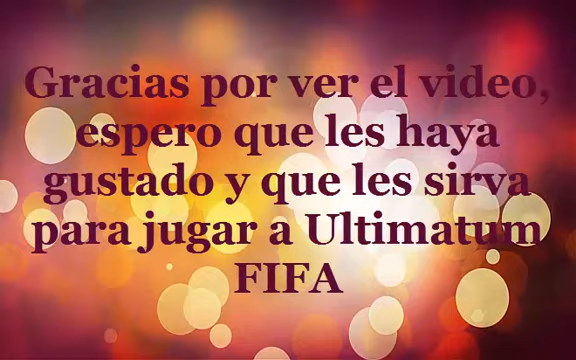 Gracias por ver el video,
espero que les haya
gustado y que les sirva
para jugar a Ultimatum
FIFA